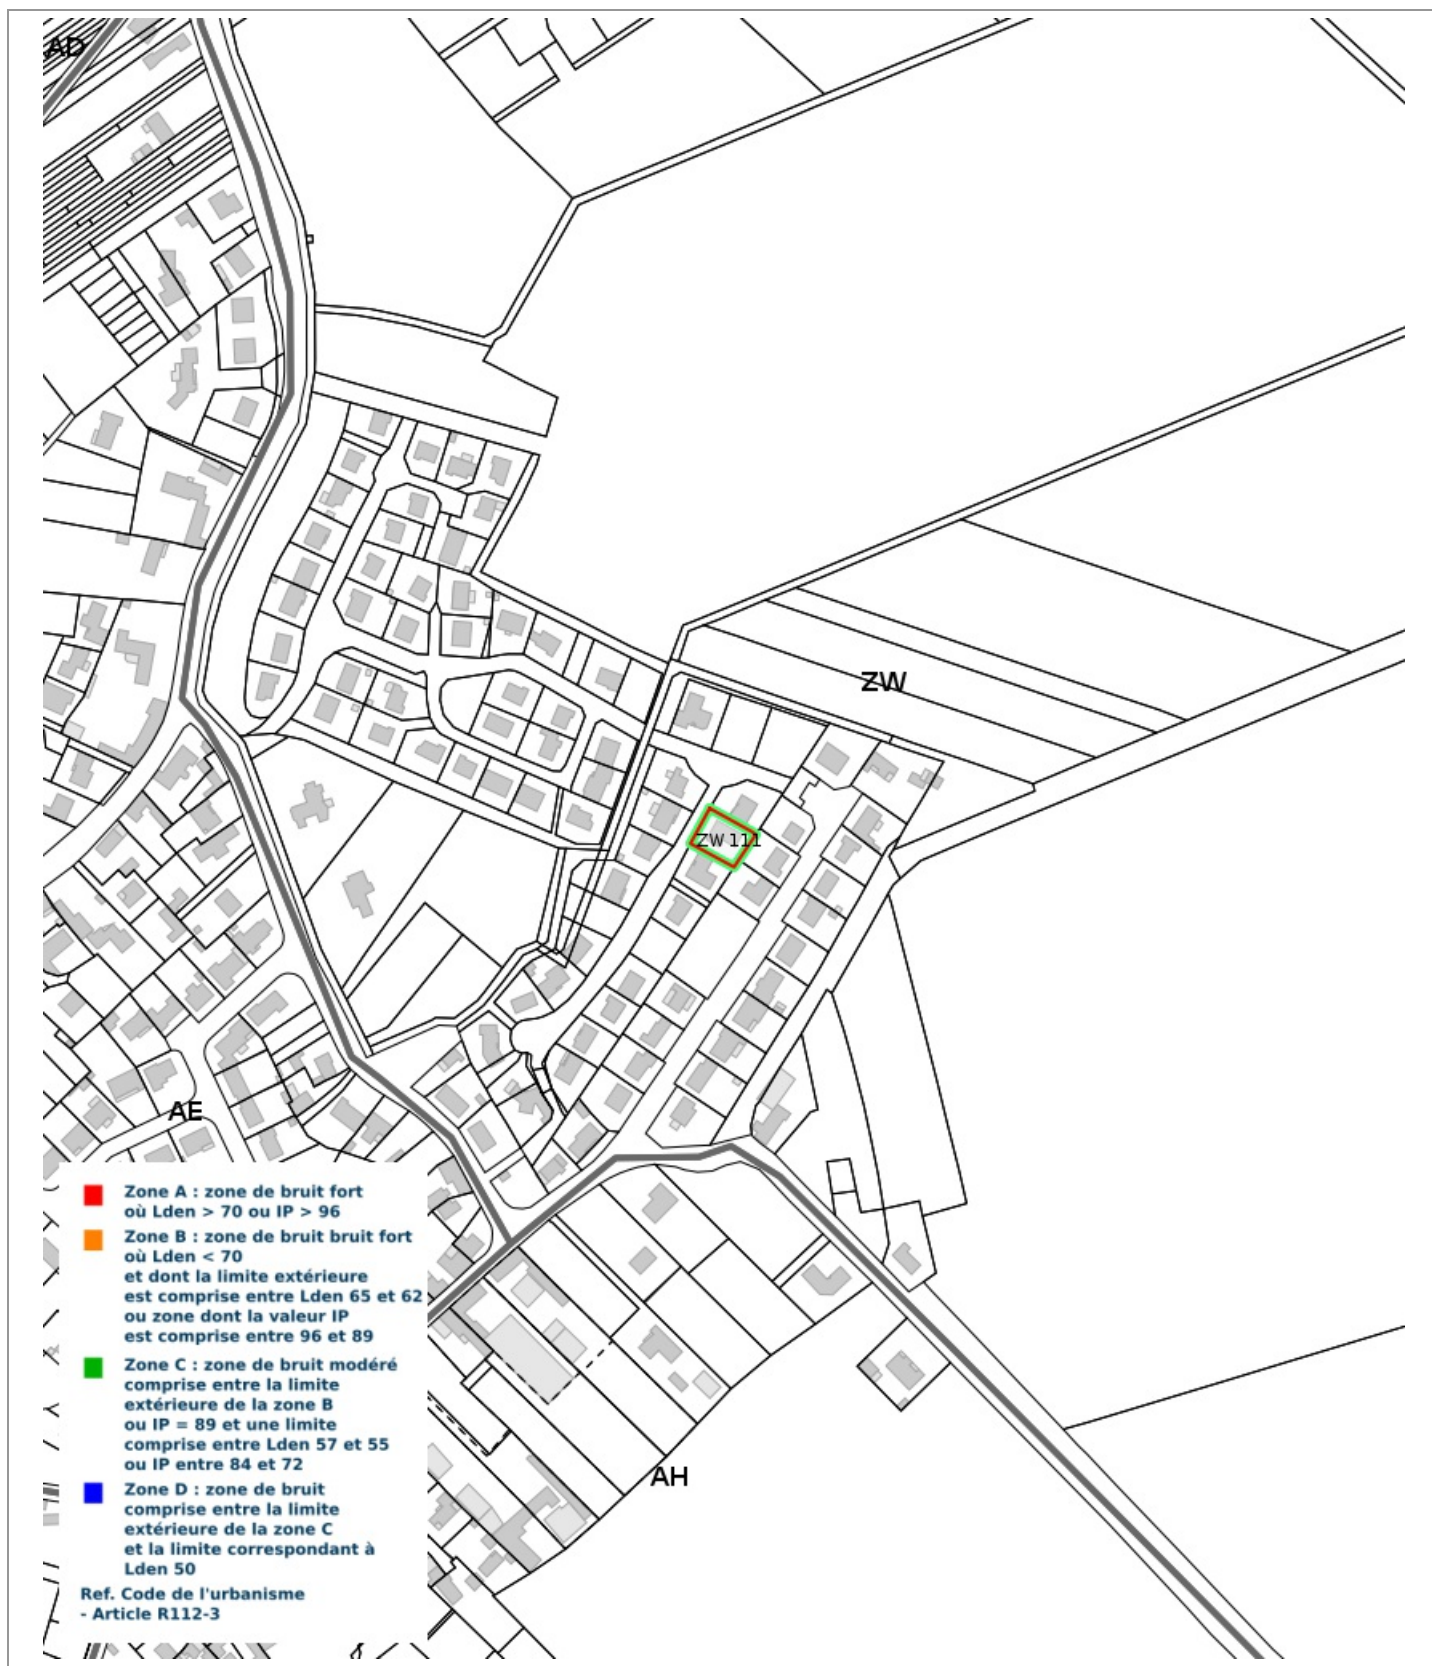 AD
ZW
ZW 111
AE
Zone A : zone de bruit fort
où Lden > 70 ou IP > 96
Zone B : zone de bruit bruit fort
où Lden < 70
et dont la limite extérieure
est comprise entre Lden 65 et 62
ou zone dont la valeur IP
est comprise entre 96 et 89
Zone C : zone de bruit modéré
comprise entre la limite
extérieure de la zone B
ou IP = 89 et une limite
comprise entre Lden 57 et 55
ou IP entre 84 et 72
AH
Zone D : zone de bruit
comprise entre la limite
extérieure de la zone C
et la limite correspondant à
Lden 50
Ref. Code de l'urbanisme
- Article R112-3